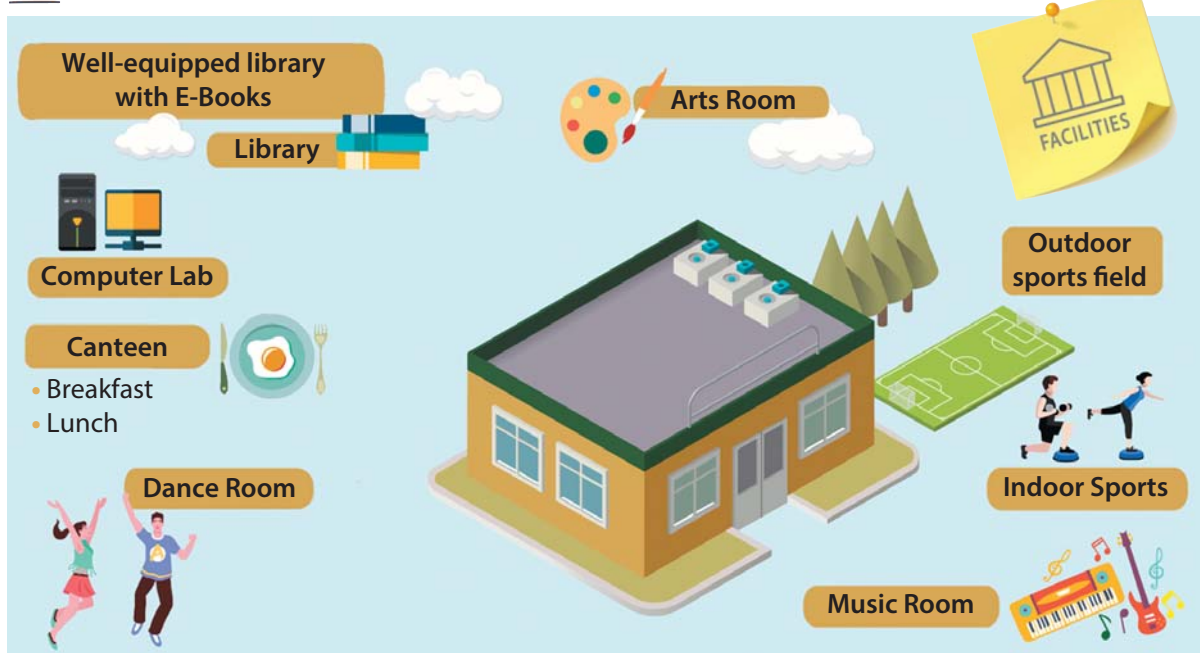 Well-equipped library
with E-Books
Library
Arts Room
FACILITIES
Computer Lab
Outdoor
sports field
Canteen
• Breakfast
• Lunch
Dance Room
Indoor Sports
Music Room